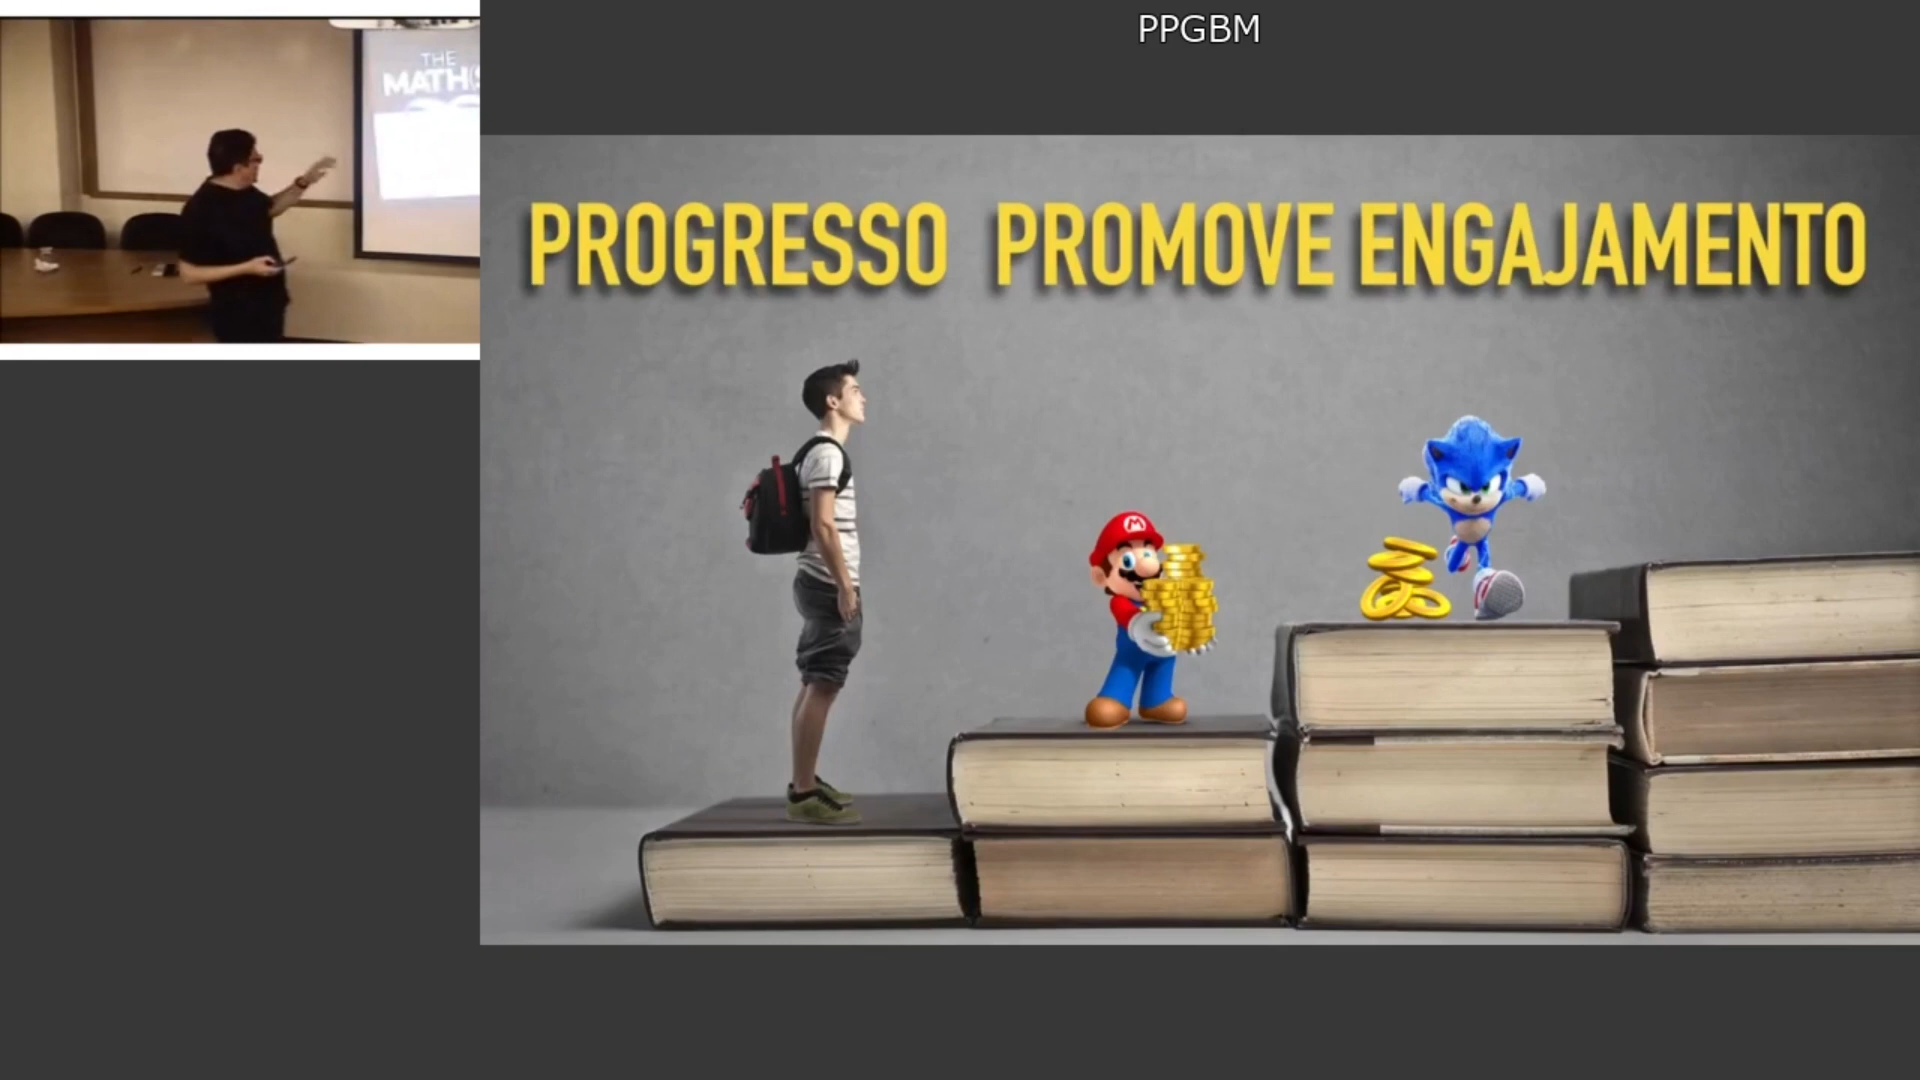 PPGBM
THE
MATH
PROGRESSO PROMOVE ENGAJAMENTO
M